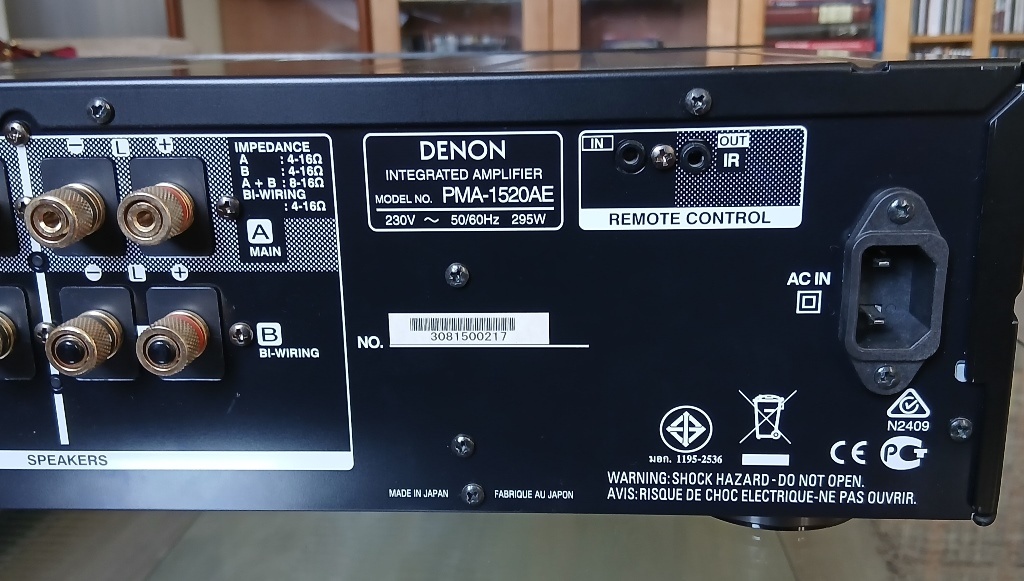 − L +
IMPEDANCE
A : 4-16Ω
B : 4-16Ω
A + B : 8-16Ω
BI-WIRING
: 4-16Ω
A
MAIN
− L +
B
BI-WIRING
SPEAKERS
DENON
INTEGRATED AMPLIFIER
MODEL NO. PMA-1520AE
230V ～ 50/60Hz 295W
IN
OUT
IR
REMOTE CONTROL
AC IN
NO. 3081500217
N2409
มอก. 1195-2536
CE PCT
MADE IN JAPAN FABRIQUE AU JAPON
WARNING: SHOCK HAZARD - DO NOT OPEN.
AVIS: RISQUE DE CHOC ELECTRIQUE-NE PAS OUVRIR.